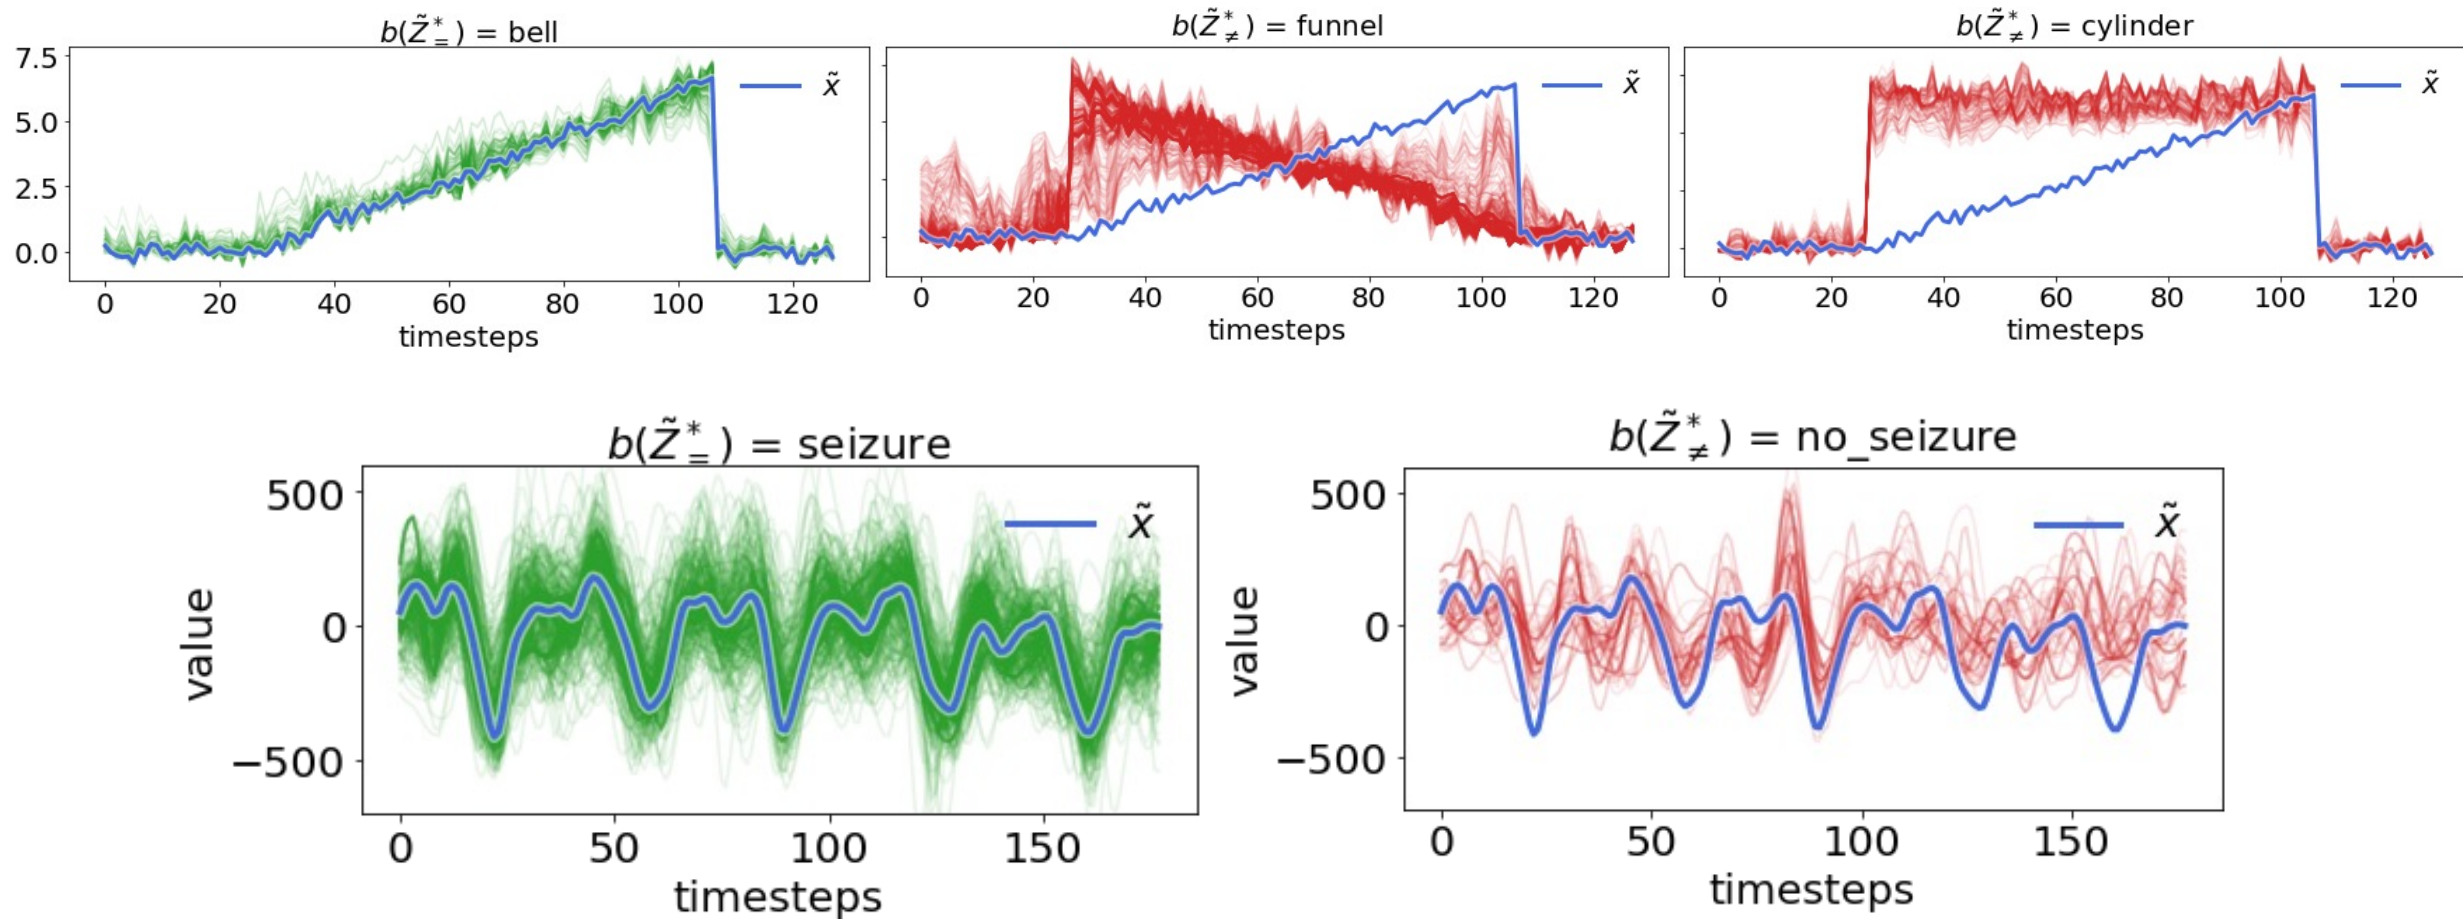 b(Z̃*₌) = bell
b(Z̃*≠) = funnel
b(Z̃*≠) = cylinder
7.5
5.0
2.5
0.0
x̃
x̃
x̃
0 20 40 60 80 100 120
0 20 40 60 80 100 120
0 20 40 60 80 100 120
timesteps
timesteps
timesteps
b(Z̃*₌) = seizure
500
0
−500
value
x̃
0 50 100 150
timesteps
b(Z̃*≠) = no_seizure
500
0
−500
value
x̃
0 50 100 150
timesteps